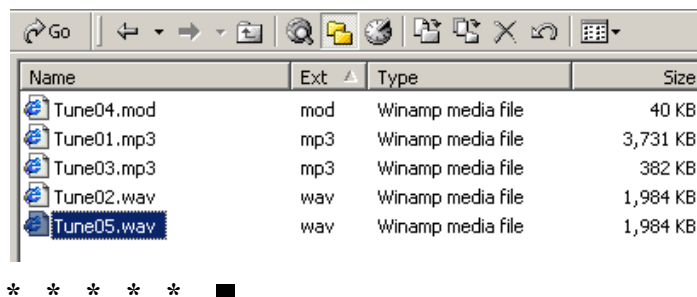 Go
Name Ext Type Size
Tune04.mod mod Winamp media file 40 KB
Tune01.mp3 mp3 Winamp media file 3,731 KB
Tune03.mp3 mp3 Winamp media file 382 KB
Tune02.wav wav Winamp media file 1,984 KB
Tune05.wav wav Winamp media file 1,984 KB
* * * * * ■